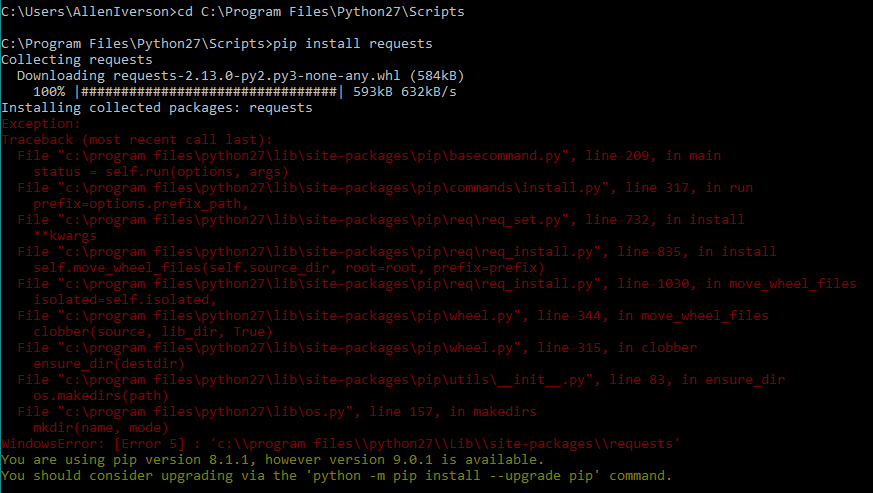 C:\Users\AllenIverson>cd C:\Program Files\Python27\Scripts
C:\Program Files\Python27\Scripts>pip install requests
Collecting requests
Downloading requests-2.13.0-py2.py3-none-any.whl (584kB)
100% |################################| 593kB 632kB/s
Installing collected packages: requests
Exception:
Traceback (most recent call last):
File "c:\program files\python27\lib\site-packages\pip\basecommand.py", line 209, in main
status = self.run(options, args)
File "c:\program files\python27\lib\site-packages\pip\commands\install.py", line 317, in run
prefix=options.prefix_path,
File "c:\program files\python27\lib\site-packages\pip\req\req_set.py", line 732, in install
**kwargs
File "c:\program files\python27\lib\site-packages\pip\req\req_install.py", line 835, in install
self.move_wheel_files(self.source_dir, root=root, prefix=prefix)
File "c:\program files\python27\lib\site-packages\pip\req\req_install.py", line 1030, in move_wheel_files
isolated=self.isolated,
File "c:\program files\python27\lib\site-packages\pip\wheel.py", line 344, in move_wheel_files
clobber(source, lib_dir, True)
File "c:\program files\python27\lib\site-packages\pip\wheel.py", line 315, in clobber
ensure_dir(destdir)
File "c:\program files\python27\lib\site-packages\pip\utils\__init__.py", line 83, in ensure_dir
os.makedirs(path)
File "c:\program files\python27\lib\os.py", line 157, in makedirs
mkdir(name, mode)
WindowsError: [Error 5] : 'c:\\program files\\python27\\Lib\\site-packages\\requests'
You are using pip version 8.1.1, however version 9.0.1 is available.
You should consider upgrading via the 'python -m pip install --upgrade pip' command.